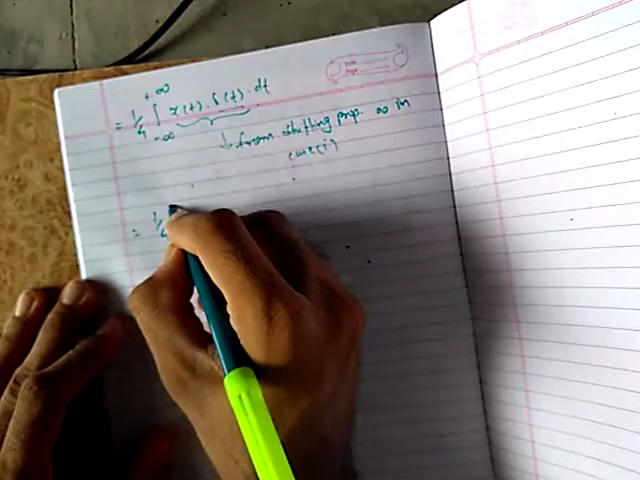 = 1/4 ∫_{-∞}^{+∞} x(t) . δ(t) . dt
↓ from shifting prop. as in
case(i)
= 1/4